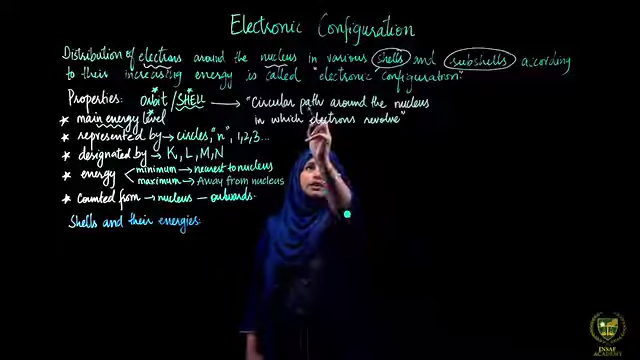 Electronic Configuration
Distribution of electrons around the nucleus in various shells and subshells according
to their increasing energy is called "electronic configuration"
Properties: orbit / SHELL → "Circular path around the nucleus
in which electrons revolve"
* main energy level
* represented by → circles, "n", 1, 2, 3...
* designated by → K, L, M, N
* energy < minimum → nearest to nucleus
maximum → Away from nucleus
* Counted from → nucleus — outwards.
Shells and their energies:
INSAF
ACADEMY